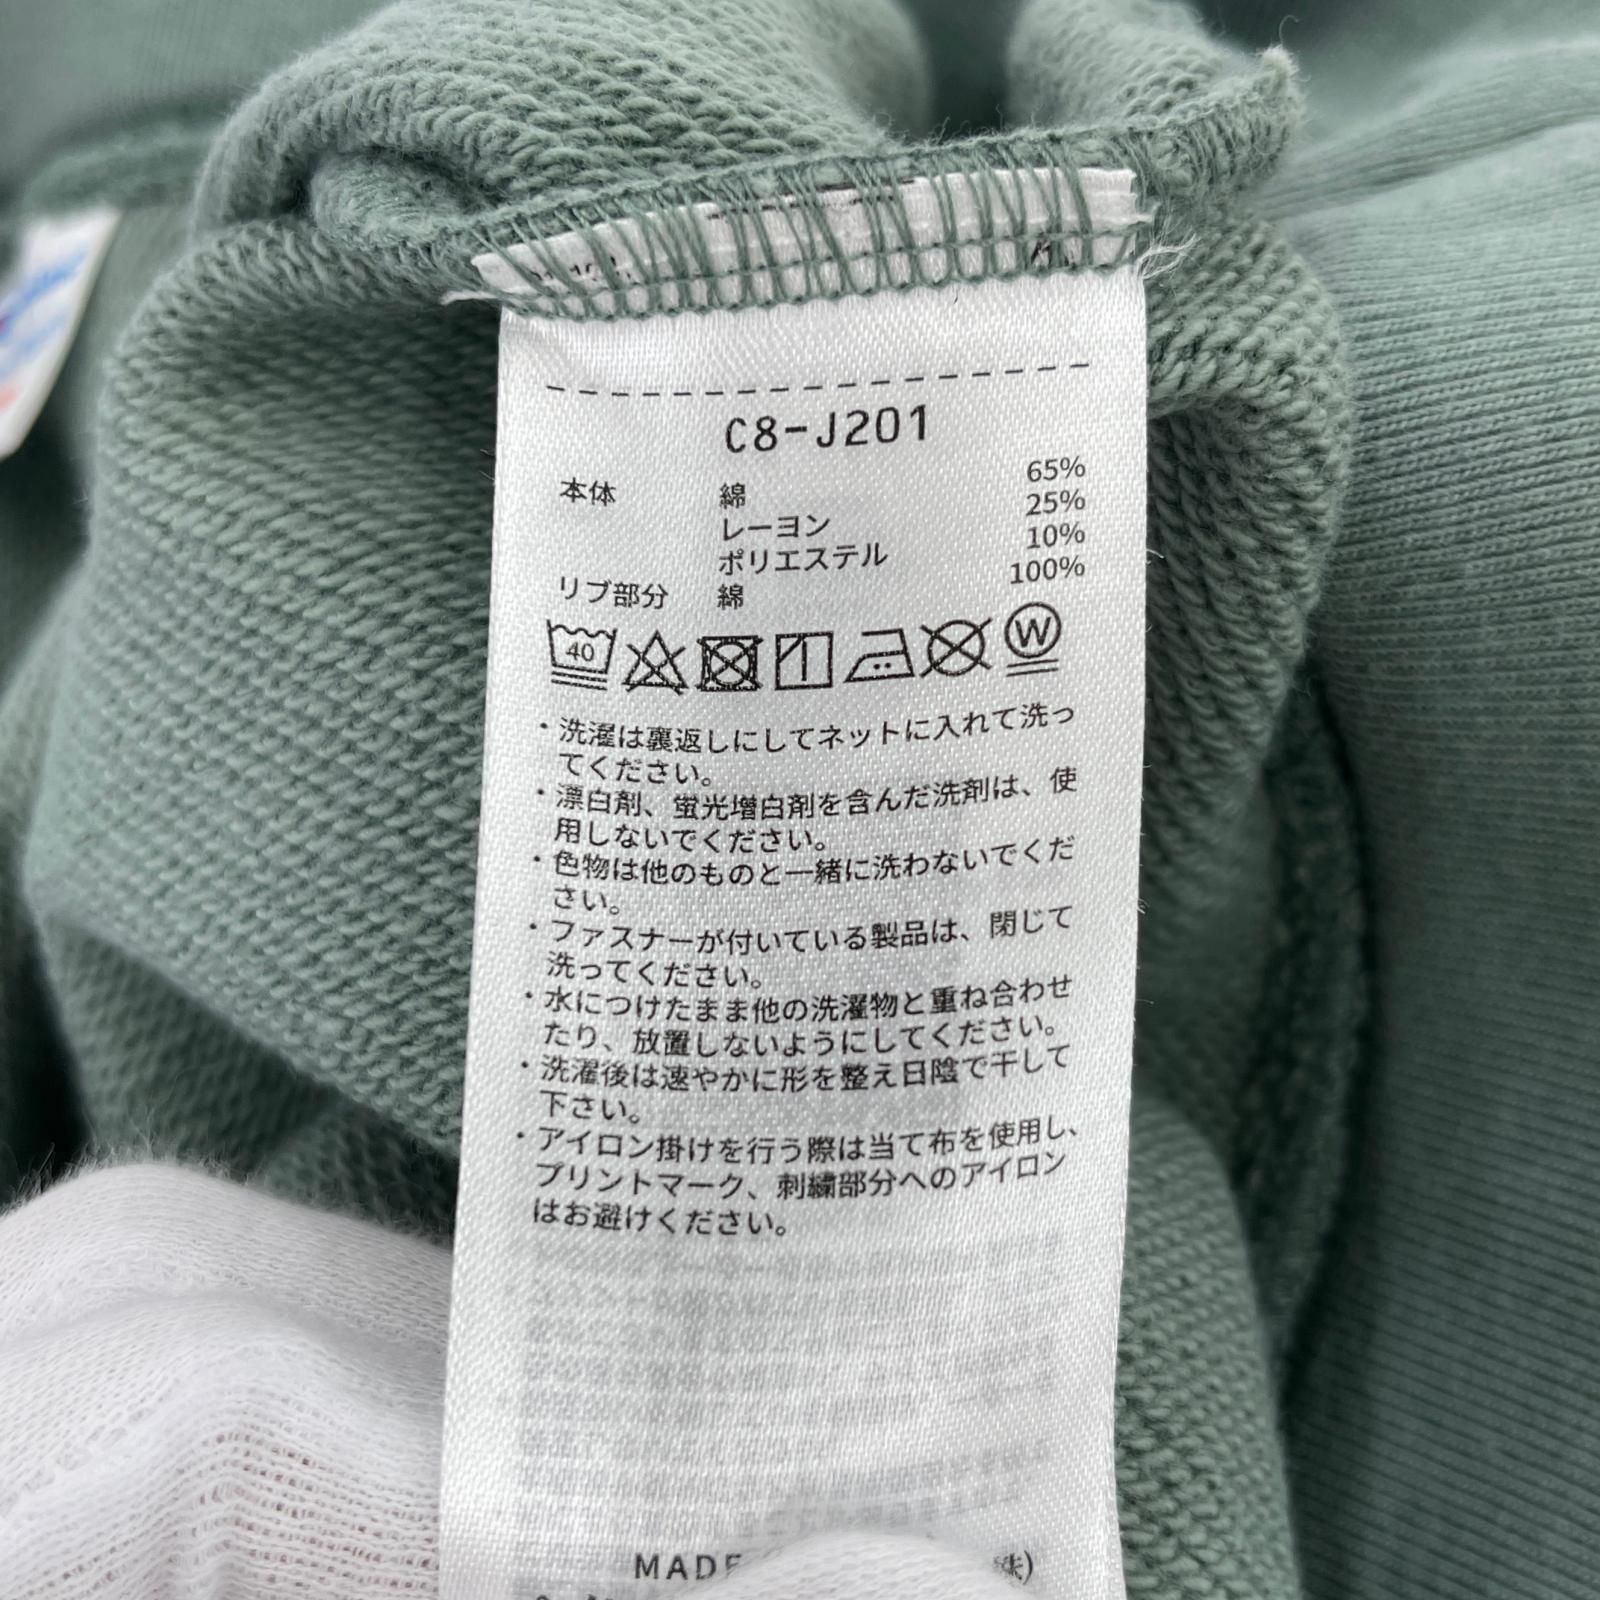 C8-J201
本体 綿 65%
レーヨン 25%
ポリエステル 10%
リブ部分 綿 100%
40 W
・洗濯は裏返しにしてネットに入れて洗っ
てください。
・漂白剤、蛍光増白剤を含んだ洗剤は、使
用しないでください。
・色物は他のものと一緒に洗わないでくだ
さい。
・ファスナーが付いている製品は、閉じて
洗ってください。
・水につけたまま他の洗濯物と重ね合わせ
たり、放置しないようにしてください。
・洗濯後は速やかに形を整え日陰で干して
下さい。
・アイロン掛けを行う際は当て布を使用し、
プリントマーク、刺繍部分へのアイロン
はお避けください。
MADE 株)